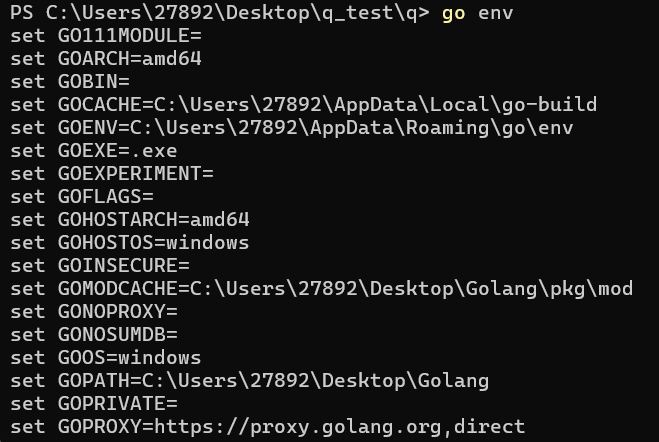 PS C:\Users\27892\Desktop\q_test\q> go env
set GO111MODULE=
set GOARCH=amd64
set GOBIN=
set GOCACHE=C:\Users\27892\AppData\Local\go-build
set GOENV=C:\Users\27892\AppData\Roaming\go\env
set GOEXE=.exe
set GOEXPERIMENT=
set GOFLAGS=
set GOHOSTARCH=amd64
set GOHOSTOS=windows
set GOINSECURE=
set GOMODCACHE=C:\Users\27892\Desktop\Golang\pkg\mod
set GONOPROXY=
set GONOSUMDB=
set GOOS=windows
set GOPATH=C:\Users\27892\Desktop\Golang
set GOPRIVATE=
set GOPROXY=https://proxy.golang.org,direct